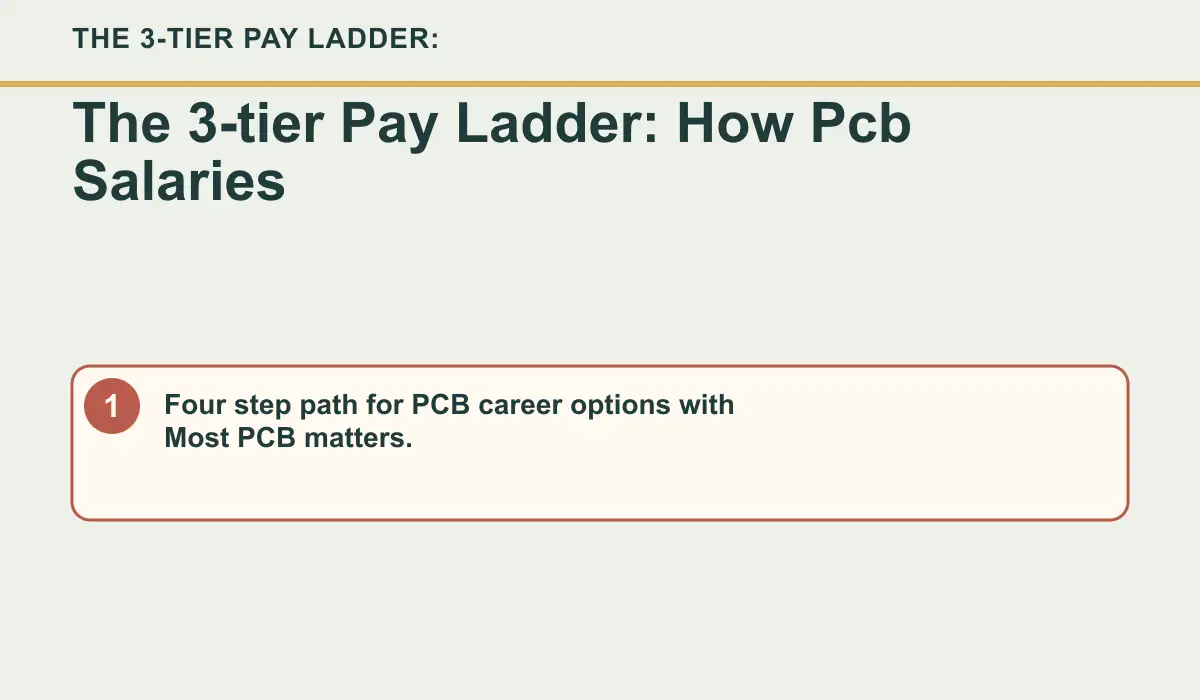 THE 3-TIER PAY LADDER:
The 3-tier Pay Ladder: How Pcb
Salaries
1
Four step path for PCB career options with
Most PCB matters.